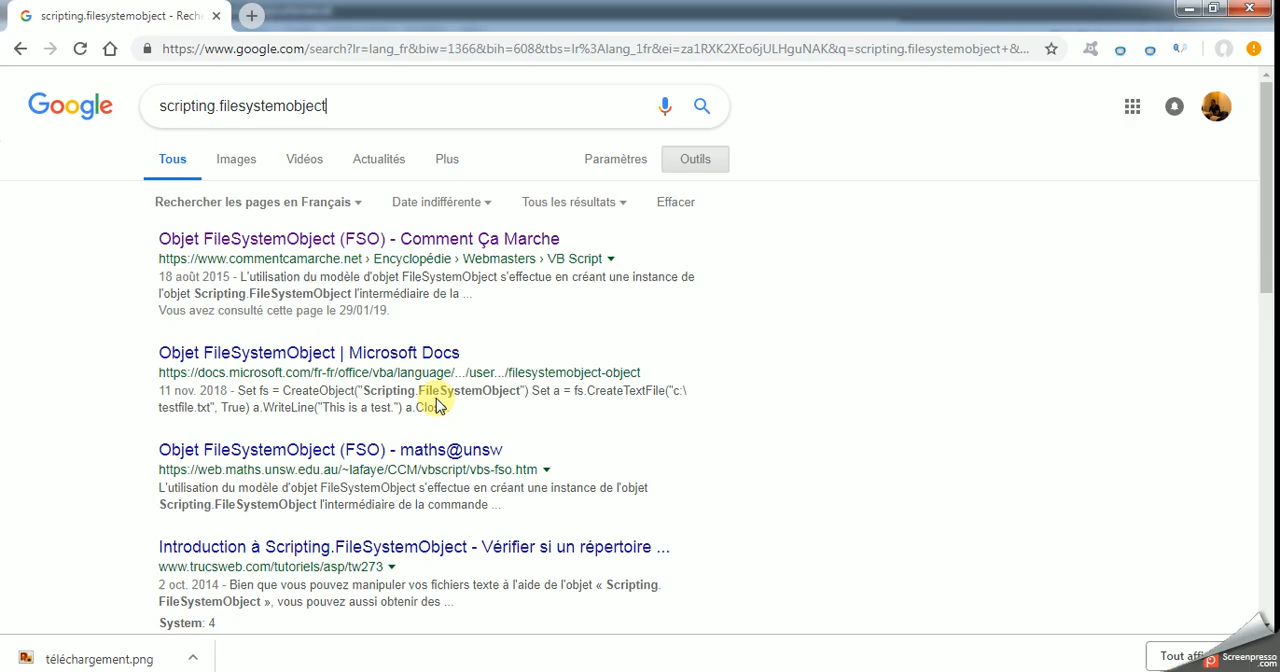 scripting.filesystemobject - Rech
https://www.google.com/search?lr=lang_fr&biw=1366&bih=608&tbs=lr%3Alang_1fr&ei=za1RXK2XEo6jULHguNAK&q=scripting.filesystemobject+&...
Google
scripting.filesystemobject
Tous Images Vidéos Actualités Plus Paramètres Outils
Rechercher les pages en Français Date indifférente Tous les résultats Effacer
Objet FileSystemObject (FSO) - Comment Ça Marche
https://www.commentcamarche.net › Encyclopédie › Webmasters › VB Script
18 août 2015 - L'utilisation du modèle d'objet FileSystemObject s'effectue en créant une instance de
l'objet Scripting.FileSystemObject l'intermédiaire de la ...
Vous avez consulté cette page le 29/01/19.
Objet FileSystemObject | Microsoft Docs
https://docs.microsoft.com/fr-fr/office/vba/language/.../user.../filesystemobject-object
11 nov. 2018 - Set fs = CreateObject("Scripting.FileSystemObject") Set a = fs.CreateTextFile("c:\
testfile.txt", True) a.WriteLine("This is a test.") a.Clo
Objet FileSystemObject (FSO) - maths@unsw
https://web.maths.unsw.edu.au/~lafaye/CCM/vbscript/vbs-fso.htm
L'utilisation du modèle d'objet FileSystemObject s'effectue en créant une instance de l'objet
Scripting.FileSystemObject l'intermédiaire de la commande ...
Introduction à Scripting.FileSystemObject - Vérifier si un répertoire ...
www.trucsweb.com/tutoriels/asp/tw273
2 oct. 2014 - Bien que vous pouvez manipuler vos fichiers texte à l'aide de l'objet « Scripting.
FileSystemObject », vous pouvez aussi obtenir des ...
System: 4
téléchargement.png
Tout aff
Screenpresso
.com